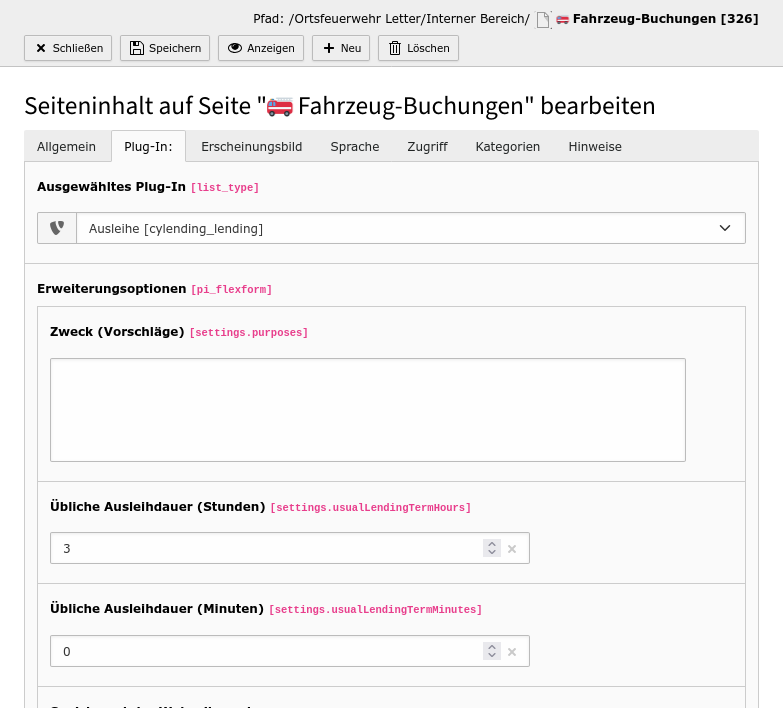 Pfad: /Ortsfeuerwehr Letter/Interner Bereich/ 🚒 Fahrzeug-Buchungen [326]
Schließen Speichern Anzeigen Neu Löschen
Seiteninhalt auf Seite "🚒 Fahrzeug-Buchungen" bearbeiten
Allgemein Plug-In: Erscheinungsbild Sprache Zugriff Kategorien Hinweise
Ausgewähltes Plug-In [list_type]
Ausleihe [cylending_lending]
Erweiterungsoptionen [pi_flexform]
Zweck (Vorschläge) [settings.purposes]
Übliche Ausleihdauer (Stunden) [settings.usualLendingTermHours]
3
Übliche Ausleihdauer (Minuten) [settings.usualLendingTermMinutes]
0